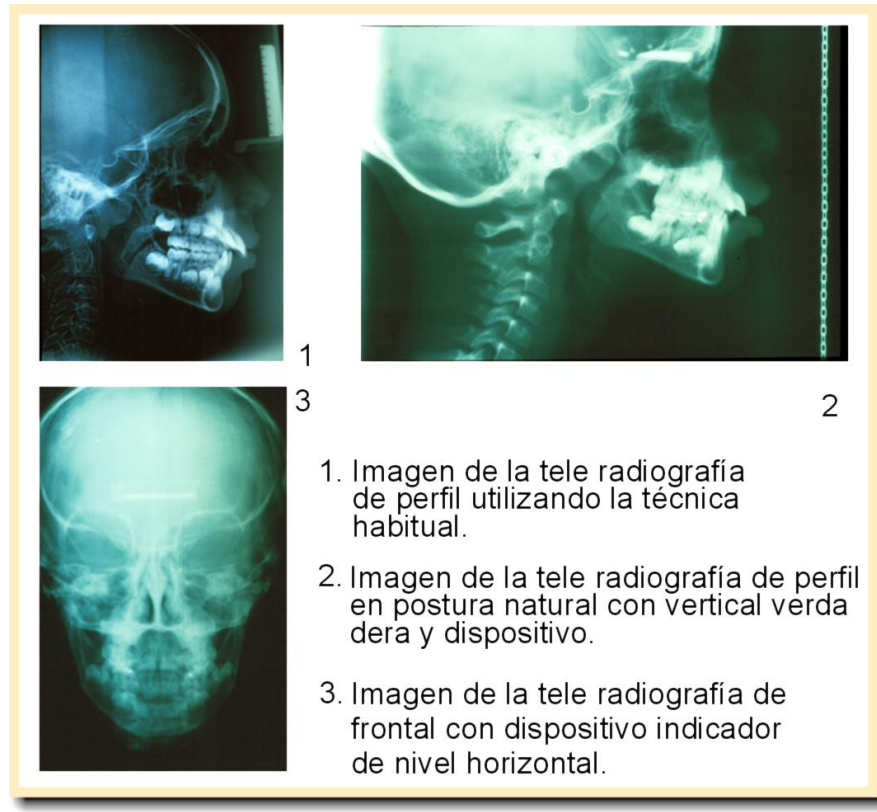 1
3
2
1. Imagen de la tele radiografía
de perfil utilizando la técnica
habitual.
2. Imagen de la tele radiografía de perfil
en postura natural con vertical verda
dera y dispositivo.
3. Imagen de la tele radiografía de
frontal con dispositivo indicador
de nivel horizontal.